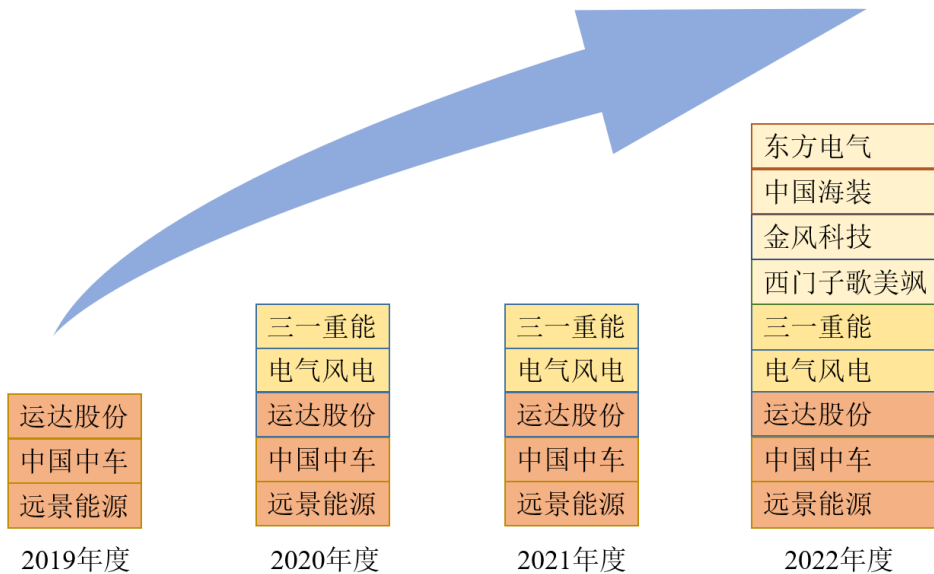 运达股份
中国中车
远景能源
2019年度
三一重能
电气风电
运达股份
中国中车
远景能源
2020年度
三一重能
电气风电
运达股份
中国中车
远景能源
2021年度
东方电气
中国海装
金风科技
西门子歌美飒
三一重能
电气风电
运达股份
中国中车
远景能源
2022年度